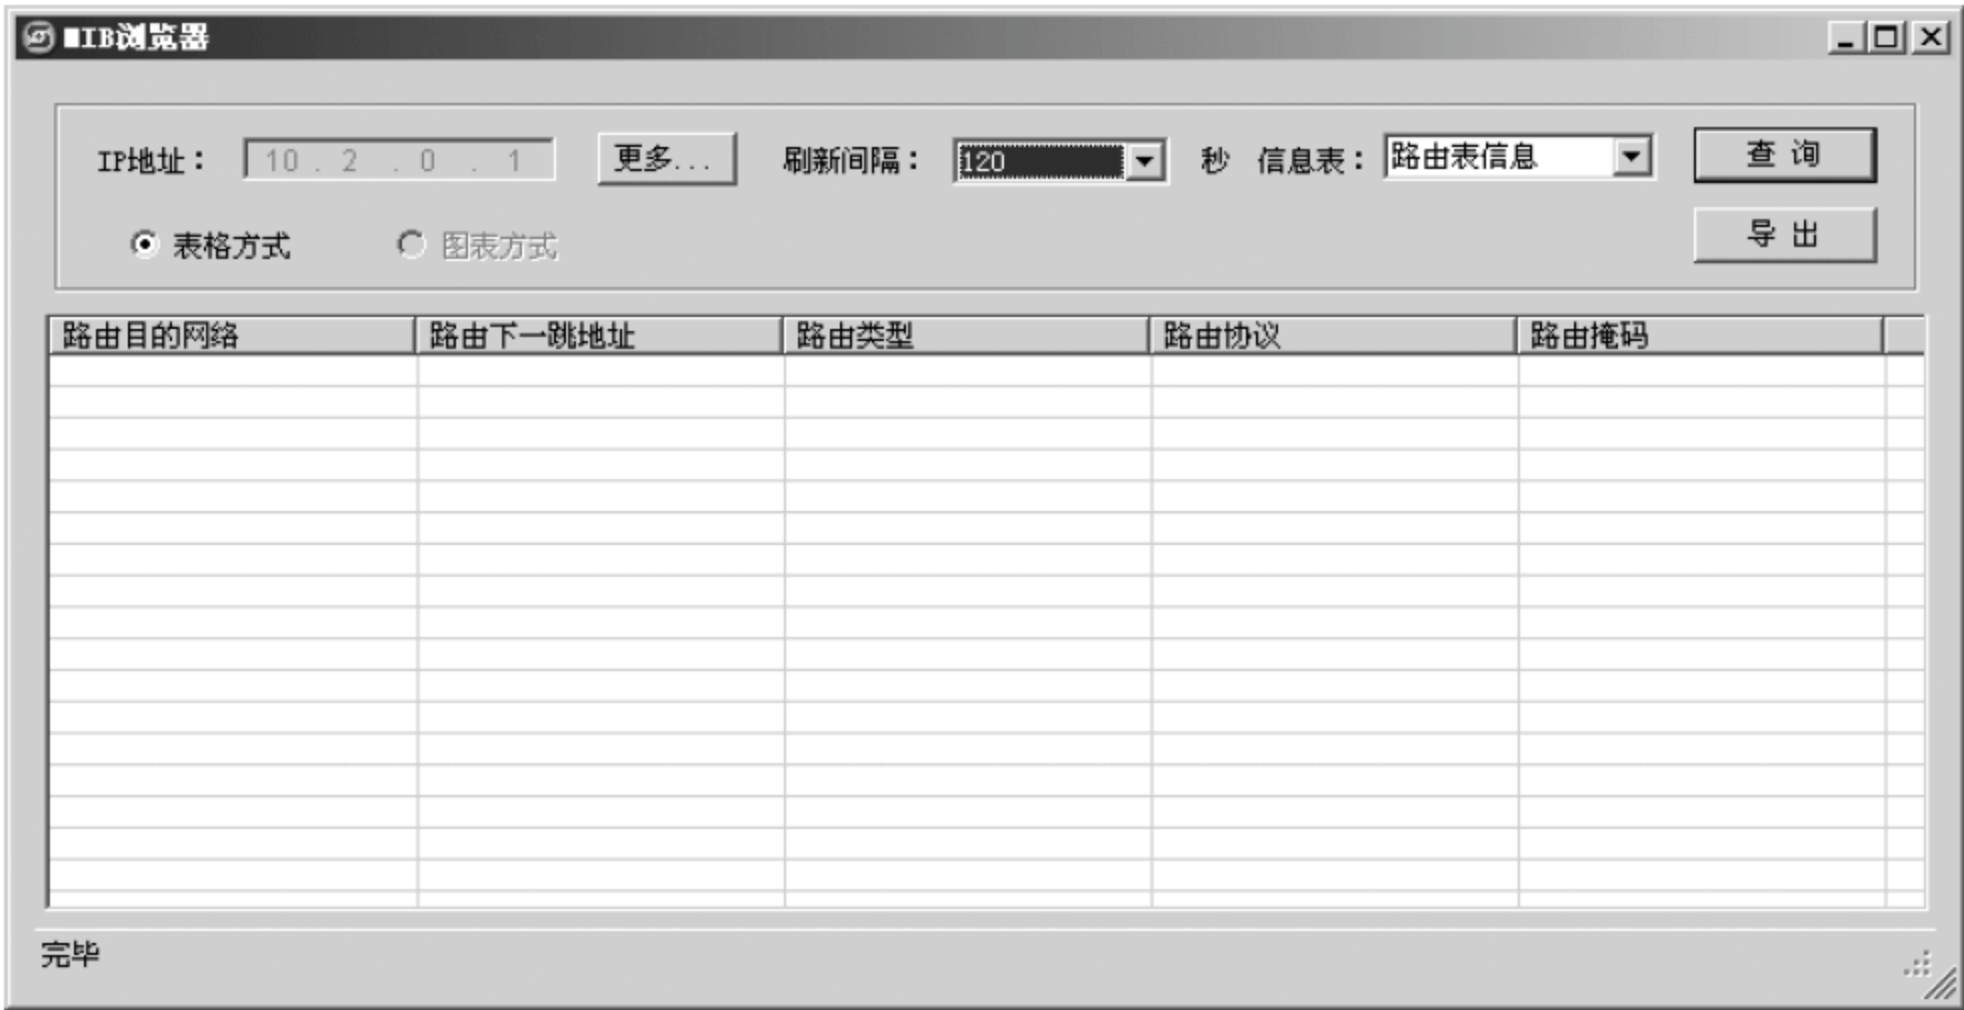 MIB浏览器
IP地址： 10 . 2 . 0 . 1 更多... 刷新间隔： 120 秒 信息表： 路由表信息 查 询
表格方式 图表方式 导 出
路由目的网络 路由下一跳地址 路由类型 路由协议 路由掩码
完毕